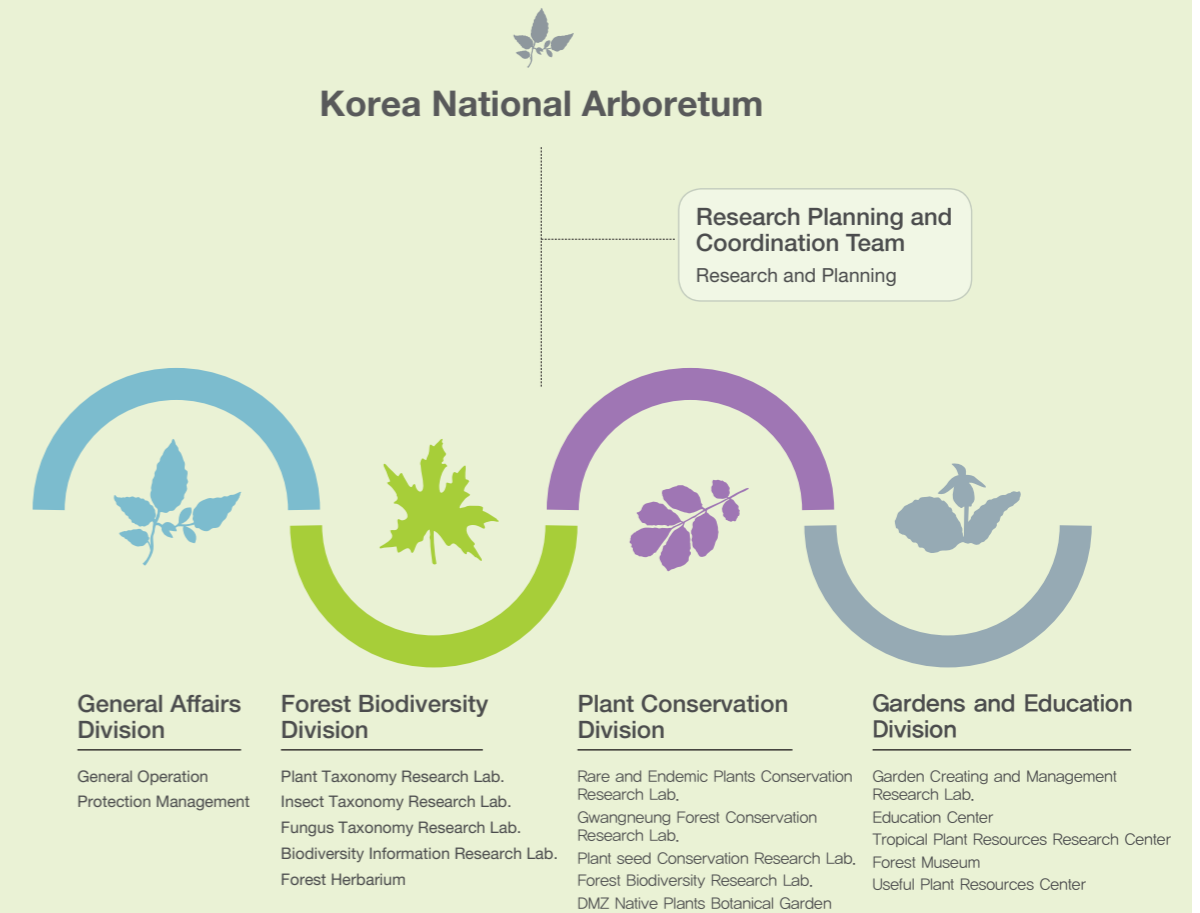 Korea National Arboretum
Research Planning and
Coordination Team
Research and Planning
General Affairs
Division
General Operation
Protection Management
Forest Biodiversity
Division
Plant Taxonomy Research Lab.
Insect Taxonomy Research Lab.
Fungus Taxonomy Research Lab.
Biodiversity Information Research Lab.
Forest Herbarium
Plant Conservation
Division
Rare and Endemic Plants Conservation
Research Lab.
Gwangneung Forest Conservation
Research Lab.
Plant seed Conservation Research Lab.
Forest Biodiversity Research Lab.
DMZ Native Plants Botanical Garden
Gardens and Education
Division
Garden Creating and Management
Research Lab.
Education Center
Tropical Plant Resources Research Center
Forest Museum
Useful Plant Resources Center